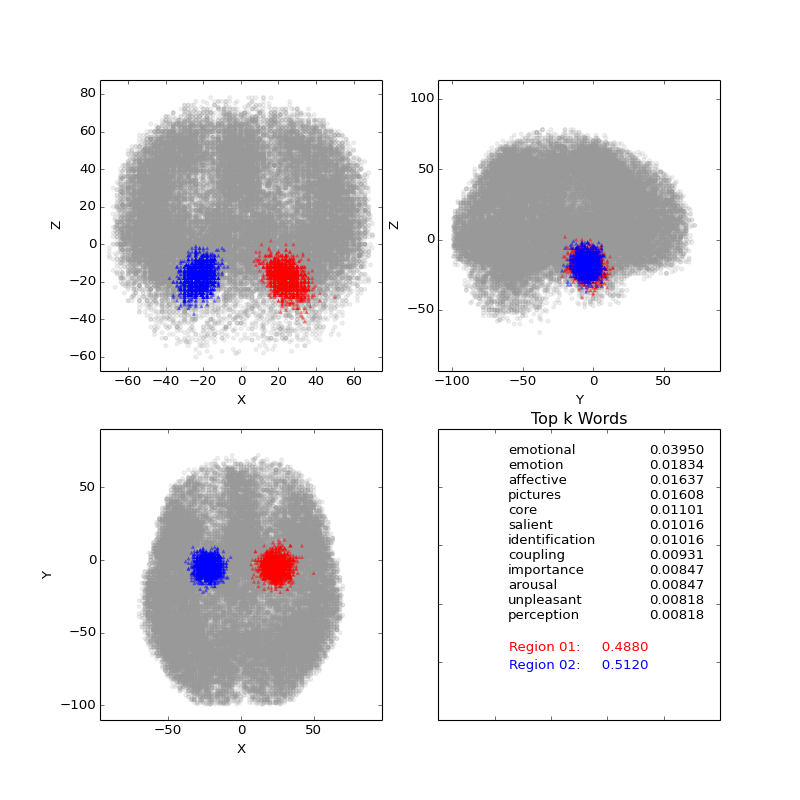 80
60
40
20
0
−20
−40
−60
Z
−60 −40 −20 0 20 40 60
X
100
50
0
−50
Z
−100 −50 0 50
Y
50
0
−50
−100
Y
−50 0 50
X
Top k Words
emotional 0.03950
emotion 0.01834
affective 0.01637
pictures 0.01608
core 0.01101
salient 0.01016
identification 0.01016
coupling 0.00931
importance 0.00847
arousal 0.00847
unpleasant 0.00818
perception 0.00818
Region 01: 0.4880
Region 02: 0.5120